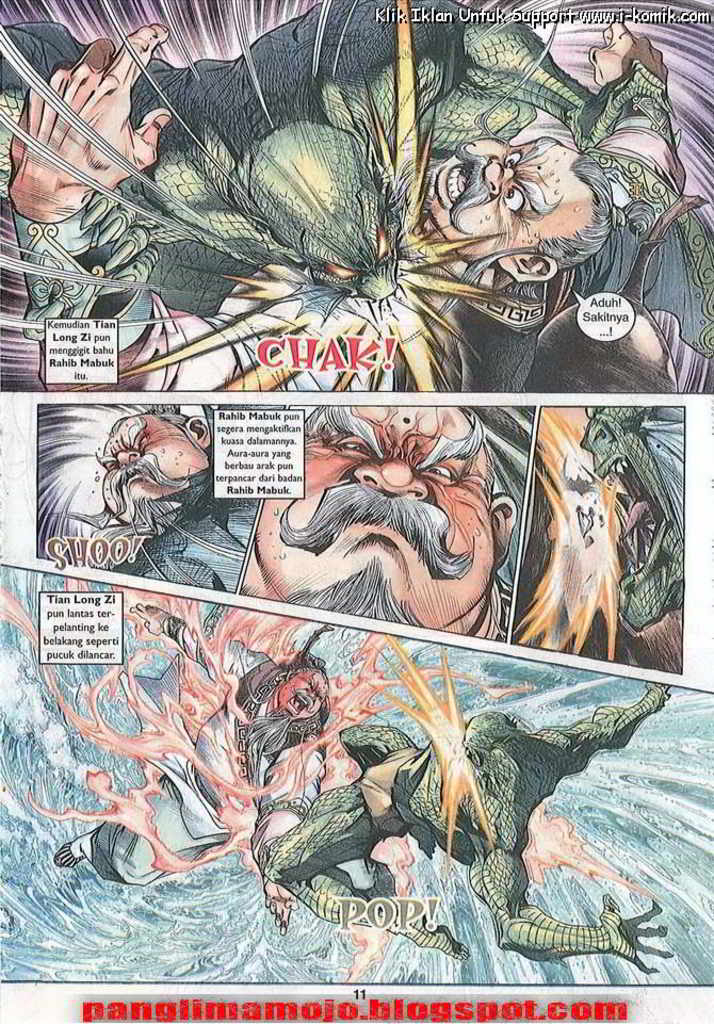 Klik Iklan Untuk Support www.i-komik.com
Kemudian Tian
Long Zi pun
menggigit bahu
Rahib Mabuk
itu.
CHAK!
Aduh!
Sakitnya
...!
SHOO!
Rahib Mabuk pun
segera mengaktifkan
kuasa dalamannya.
Aura-aura yang
berbau arak pun
terpancar dari badan
Rahib Mabuk.
Tian Long Zi
pun lantas ter-
pelanting ke
belakang seperti
pucuk dilancar.
POP!
11
panglimamojo.blogspot.com